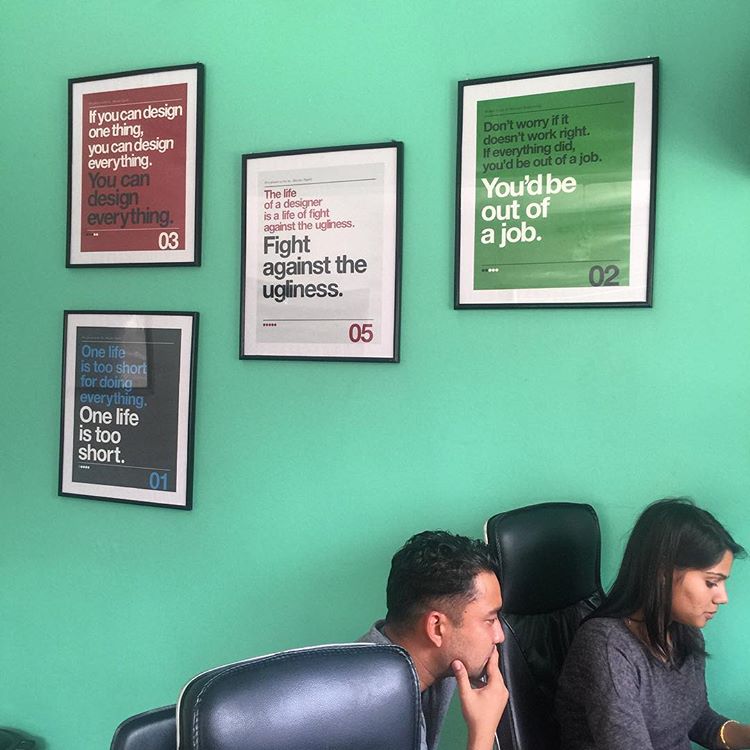 If you can design
one thing,
you can design
everything.
You can
design
everything.
03
The life
of a designer
is a life of fight
against the ugliness.
Fight
against the
ugliness.
05
Don't worry if it
doesn't work right.
If everything did,
you'd be out of a job.
You'd be
out of
a job.
02
One life
is too short
for doing
everything.
One life
is too
short.
01